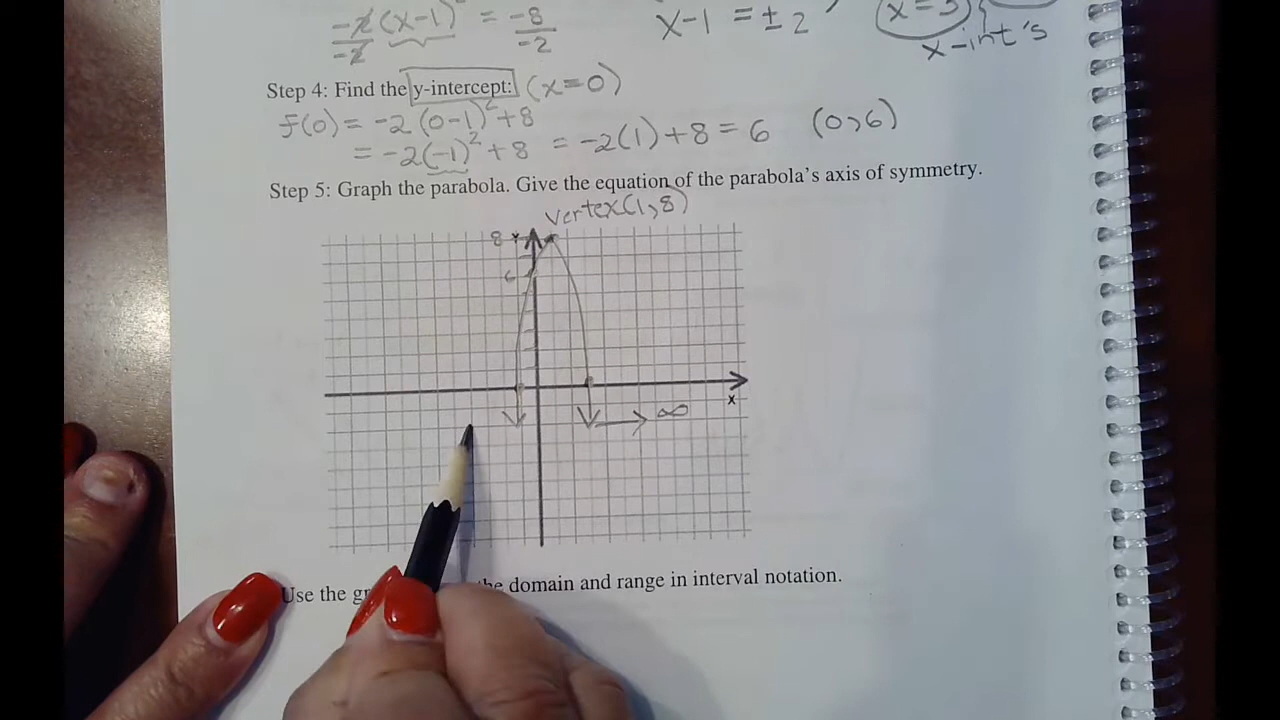 -2(x-1) = -8      x-1 = ±2      x=3
-2      -2      x-int's
Step 4: Find the y-intercept: (x=0)
f(0) = -2(0-1)² +8
= -2(-1)² +8 = -2(1)+8 = 6   (0,6)
Step 5: Graph the parabola. Give the equation of the parabola's axis of symmetry.
vertex(1,8)
8 Y
6
∞
x
Use the the domain and range in interval notation.